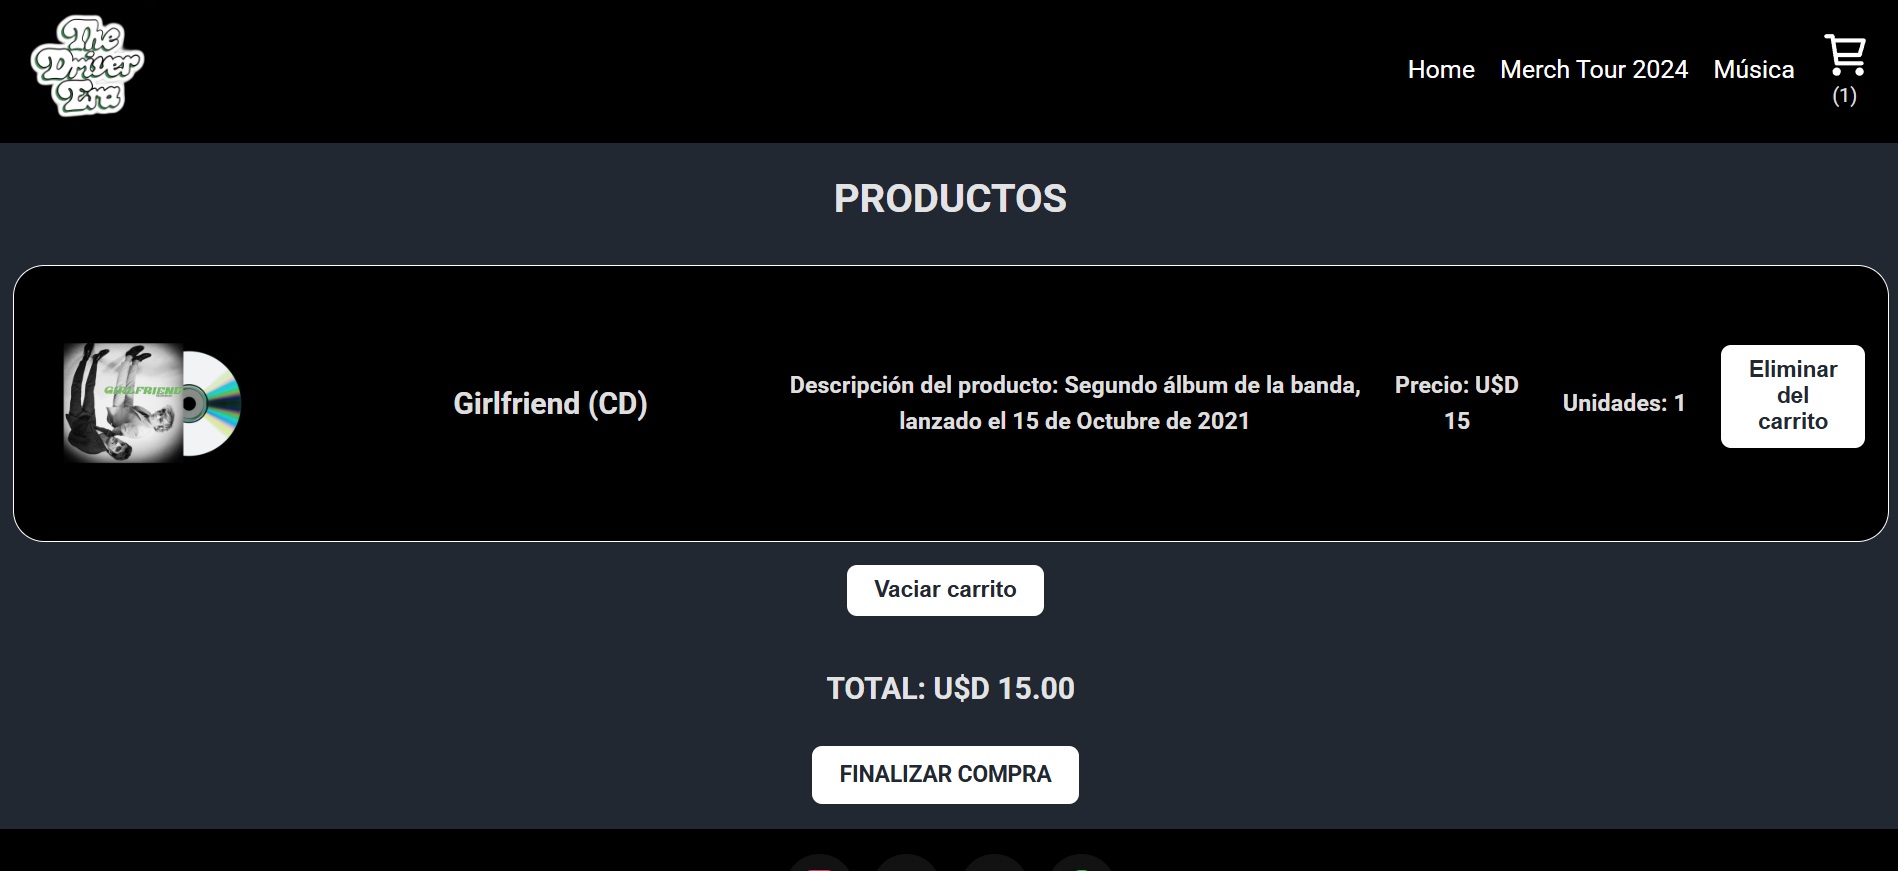 The
Driver
Era
Home Merch Tour 2024 Música
(1)
PRODUCTOS
GIRLFRIEND
Girlfriend (CD)
Descripción del producto: Segundo álbum de la banda,
lanzado el 15 de Octubre de 2021
Precio: U$D
15
Unidades: 1
Eliminar
del
carrito
Vaciar carrito
TOTAL: U$D 15.00
FINALIZAR COMPRA